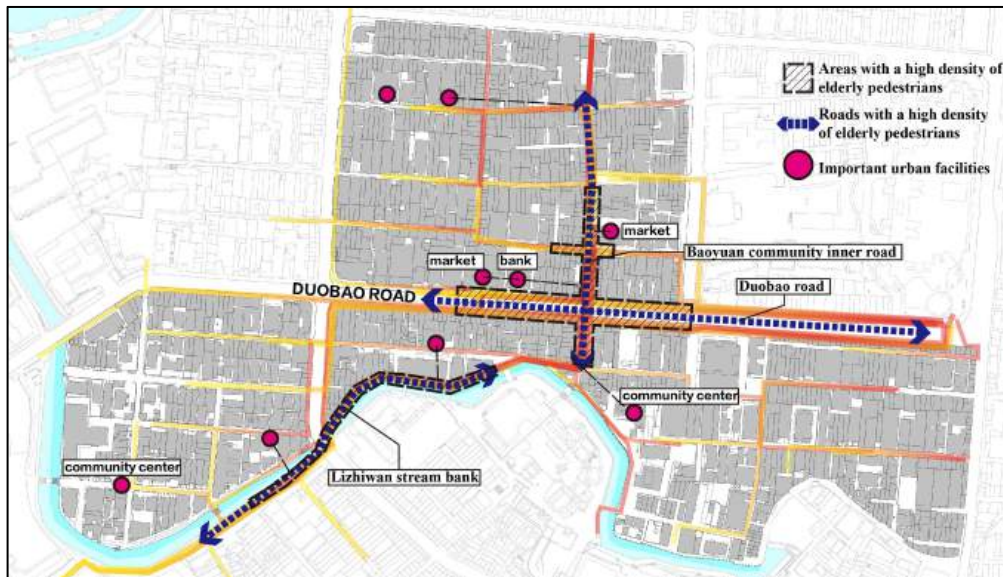 Areas with a high density of
elderly pedestrians
Roads with a high density
of elderly pedestrians
Important urban facilities
market
Baoyuan community inner road
market
bank
Duobao road
DUOBAO ROAD
community center
community center
Lizhiwan stream bank